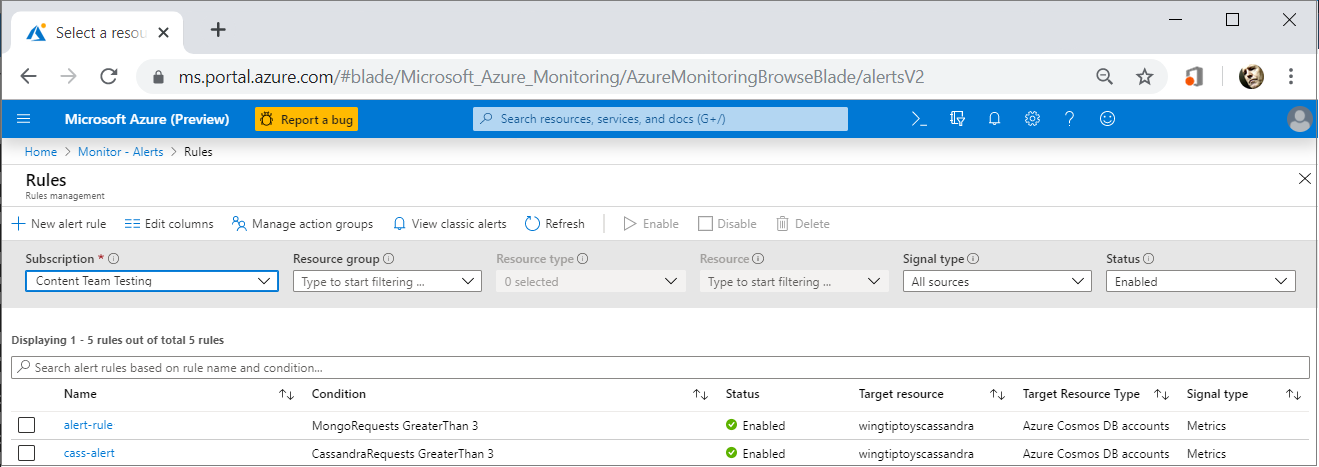 Select a resou
ms.portal.azure.com/#blade/Microsoft_Azure_Monitoring/AzureMonitoringBrowseBlade/alertsV2
Microsoft Azure (Preview) Report a bug Search resources, services, and docs (G+/)
Home > Monitor - Alerts > Rules
Rules
Rules management
New alert rule Edit columns Manage action groups View classic alerts Refresh Enable Disable Delete
Subscription * Resource group Resource type Resource Signal type Status
Content Team Testing Type to start filtering ... 0 selected Type to start filtering ... All sources Enabled
Displaying 1 - 5 rules out of total 5 rules
Search alert rules based on rule name and condition...
Name Condition Status Target resource Target Resource Type Signal type
alert-rule MongoRequests GreaterThan 3 Enabled wingtiptoyscassandra Azure Cosmos DB accounts Metrics
cass-alert CassandraRequests GreaterThan 3 Enabled wingtiptoyscassandra Azure Cosmos DB accounts Metrics